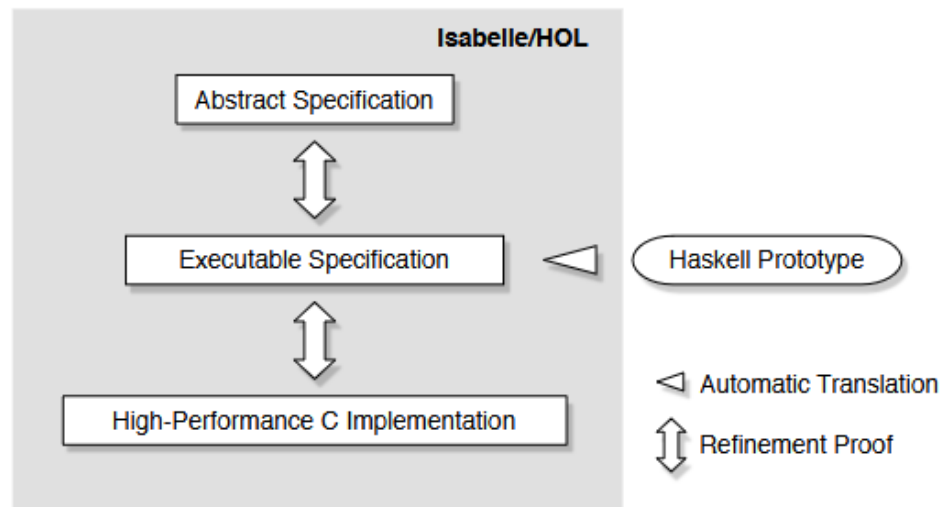 Isabelle/HOL
Abstract Specification
Executable Specification
Haskell Prototype
High-Performance C Implementation
Automatic Translation
Refinement Proof